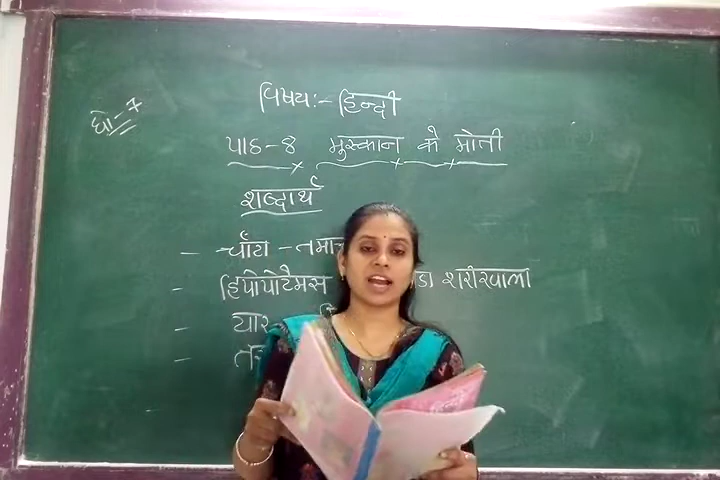 धो-7
विषय:- हिन्दी
पाठ-8 मुस्कान के मोती
शब्दार्थ
- चाँटा - तमा
- हिपोपोटैमस डा शरीरवाला
- यार
-